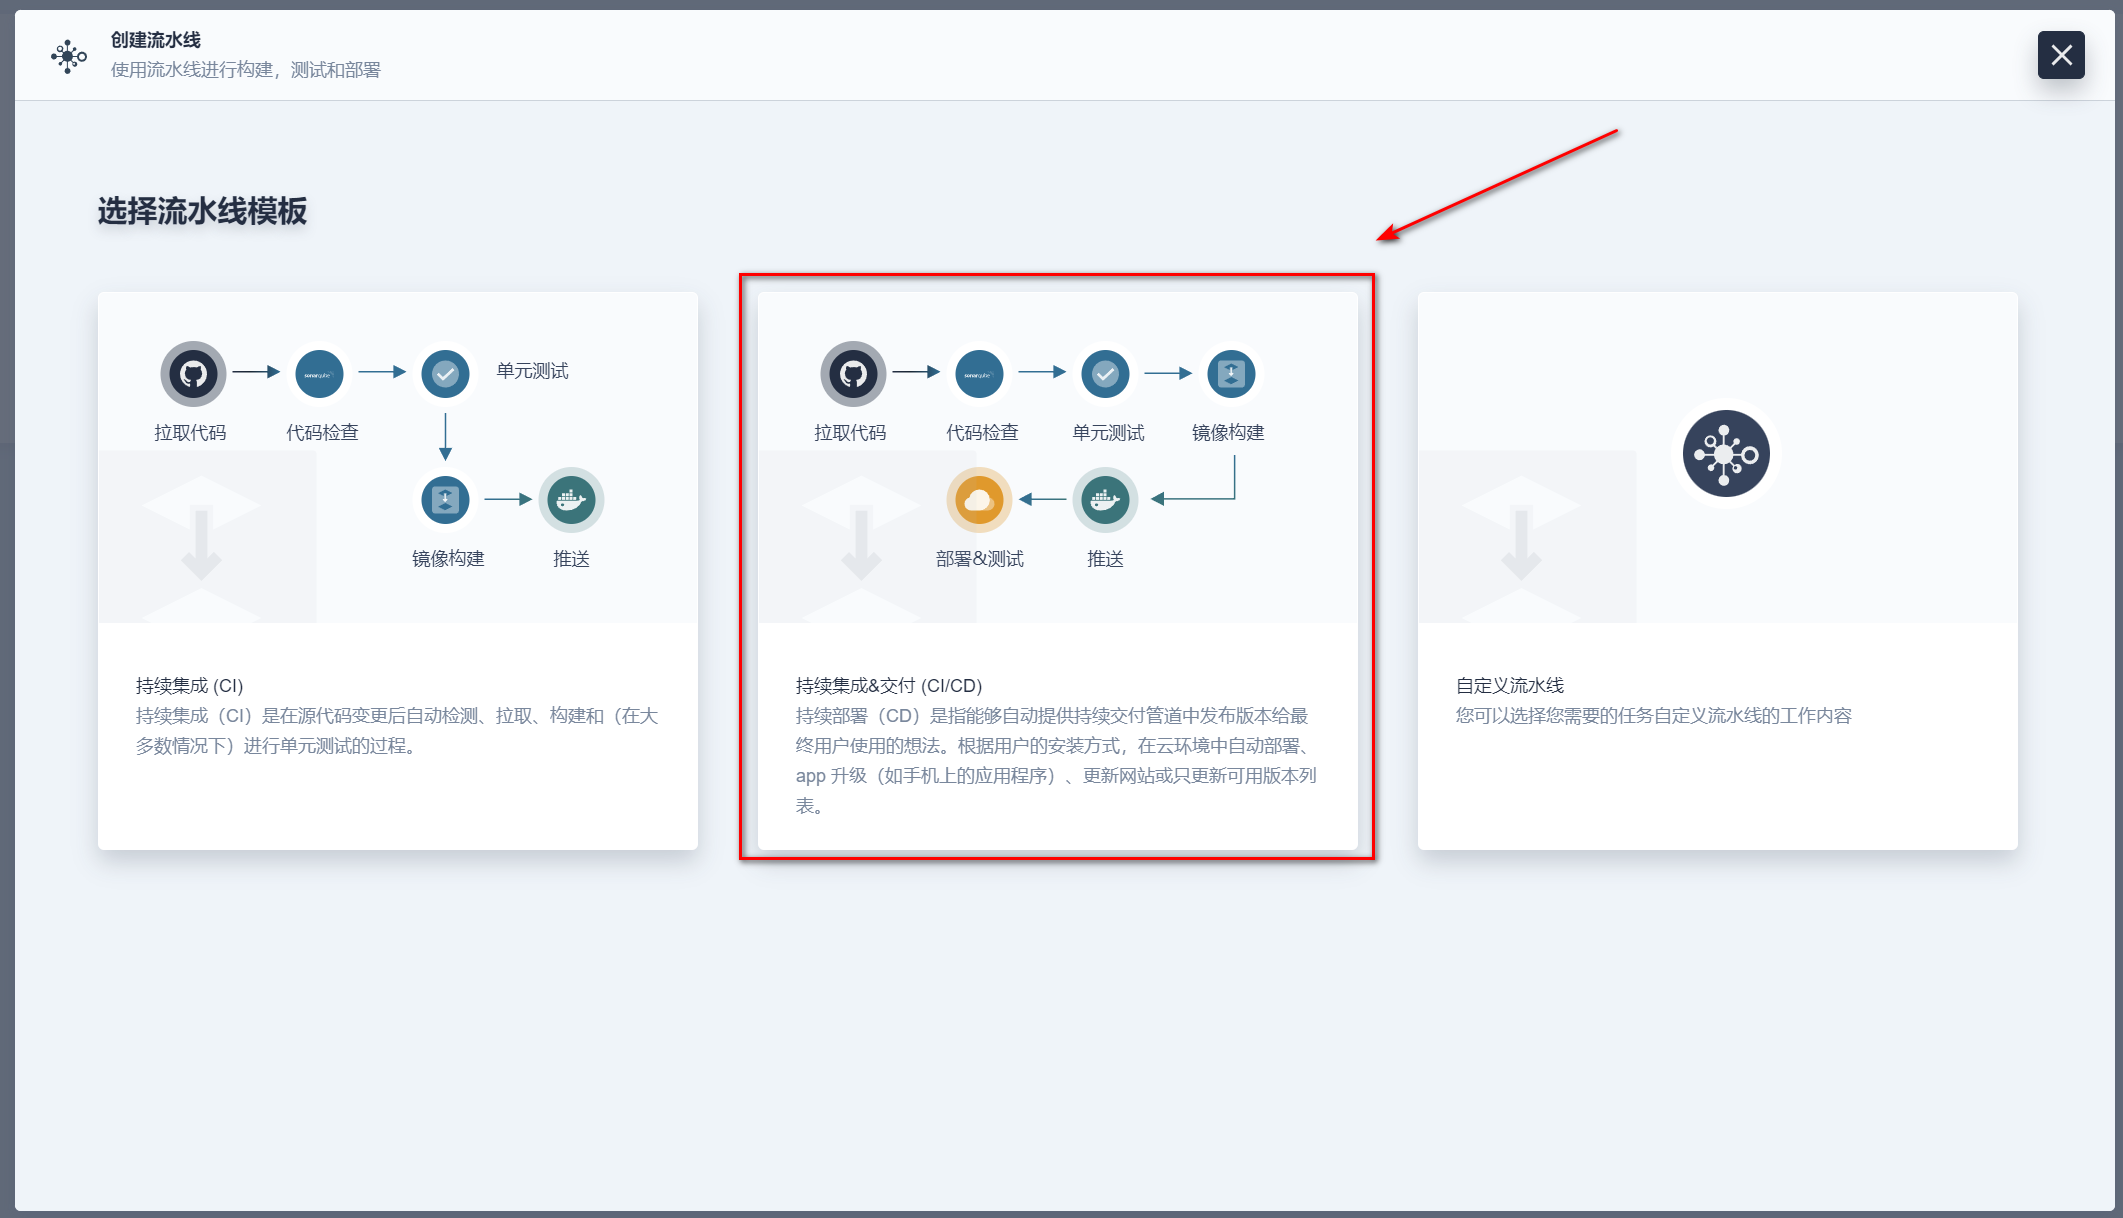 创建流水线
使用流水线进行构建，测试和部署
选择流水线模板
sonarqube
单元测试
拉取代码
代码检查
镜像构建
推送
持续集成 (CI)
持续集成（CI）是在源代码变更后自动检测、拉取、构建和（在大
多数情况下）进行单元测试的过程。
sonarqube
拉取代码
代码检查
单元测试
镜像构建
部署&测试
推送
持续集成&交付 (CI/CD)
持续部署（CD）是指能够自动提供持续交付管道中发布版本给最
终用户使用的想法。根据用户的安装方式，在云环境中自动部署、
app 升级（如手机上的应用程序）、更新网站或只更新可用版本列
表。
自定义流水线
您可以选择您需要的任务自定义流水线的工作内容